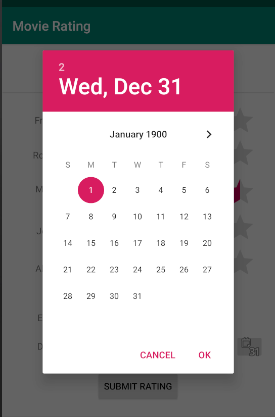 Movie Rating
2
Wed, Dec 31
January 1900
S M T W T F S
1 2 3 4 5 6
7 8 9 10 11 12 13
14 15 16 17 18 19 20
21 22 23 24 25 26 27
28 29 30 31
CANCEL OK
SUBMIT RATING